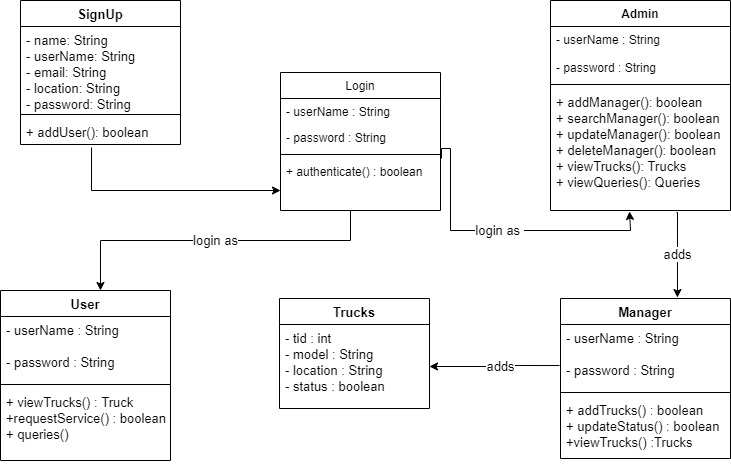 SignUp
- name: String
- userName: String
- email: String
- location: String
- password: String
+ addUser(): boolean
Login
- userName : String
- password : String
+ authenticate() : boolean
Admin
- userName : String
- password : String
+ addManager(): boolean
+ searchManager(): boolean
+ updateManager(): boolean
+ deleteManager(): boolean
+ viewTrucks(): Trucks
+ viewQueries(): Queries
login as
login as
adds
User
- userName : String
- password : String
+ viewTrucks() : Truck
+requestService() : boolean
+ queries()
Trucks
- tid : int
- model : String
- location : String
- status : boolean
adds
Manager
- userName : String
- password : String
+ addTrucks() : boolean
+ updateStatus() : boolean
+viewTrucks() :Trucks